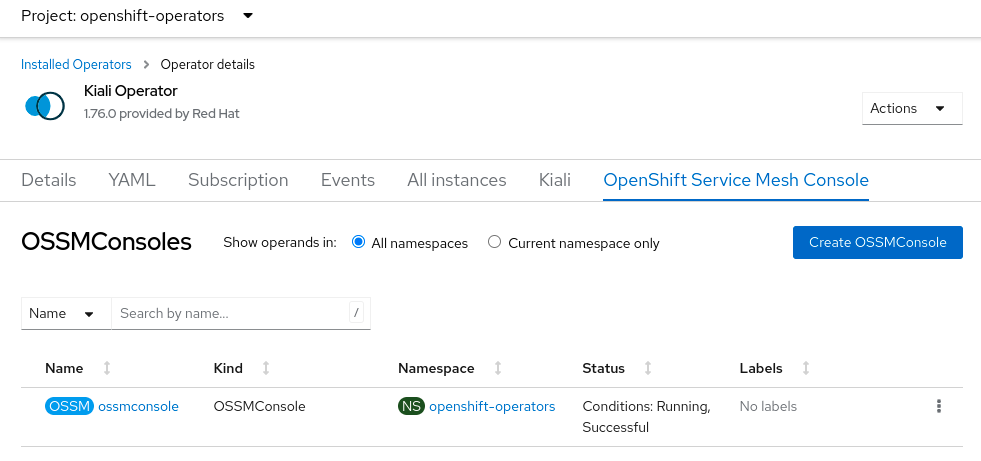 Project: openshift-operators
Installed Operators > Operator details
Kiali Operator
1.76.0 provided by Red Hat
Actions
Details YAML Subscription Events All instances Kiali OpenShift Service Mesh Console
OSSMConsoles Show operands in: All namespaces Current namespace only Create OSSMConsole
Name Search by name... /
Name Kind Namespace Status Labels
OSSM ossmconsole OSSMConsole NS openshift-operators Conditions: Running, No labels
Successful